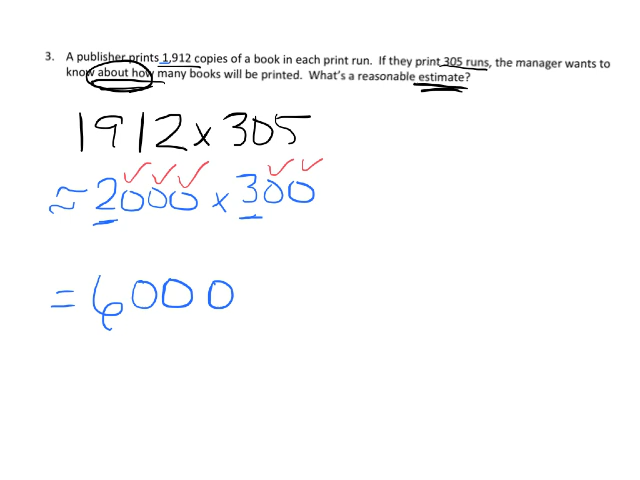 3. A publisher prints 1,912 copies of a book in each print run. If they print 305 runs, the manager wants to
know about how many books will be printed. What's a reasonable estimate?
1912 x 305
≈ 2000 x 300
= 6000